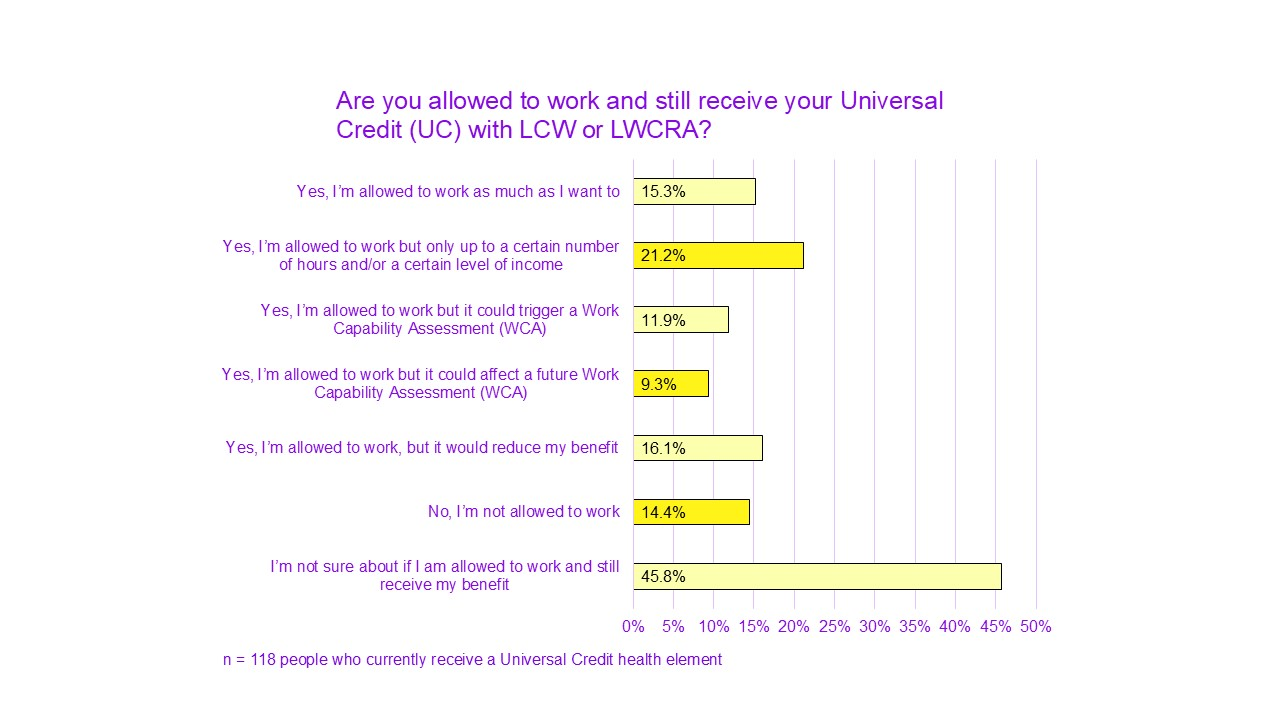 Are you allowed to work and still receive your Universal
Credit (UC) with LCW or LWCRA?
Yes, I’m allowed to work as much as I want to
15.3%
Yes, I’m allowed to work but only up to a certain number
of hours and/or a certain level of income
21.2%
Yes, I’m allowed to work but it could trigger a Work
Capability Assessment (WCA)
11.9%
Yes, I’m allowed to work but it could affect a future Work
Capability Assessment (WCA)
9.3%
Yes, I’m allowed to work, but it would reduce my benefit
16.1%
No, I’m not allowed to work
14.4%
I’m not sure about if I am allowed to work and still
receive my benefit
45.8%
0% 5% 10% 15% 20% 25% 30% 35% 40% 45% 50%
n = 118 people who currently receive a Universal Credit health element